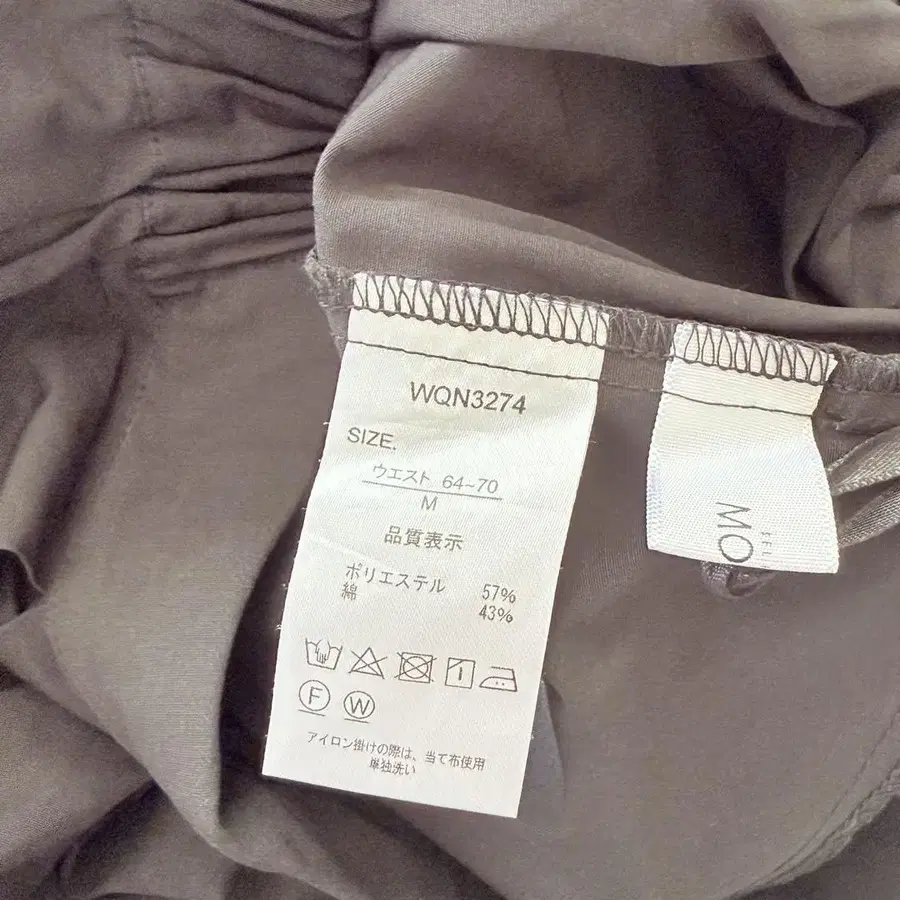 WQN3274
SIZE.
ウエスト 64~70
M
品質表示
ポリエステル 57%
綿 43%
F W
アイロン掛けの際は、当て布使用
単独洗い
SEL
MO